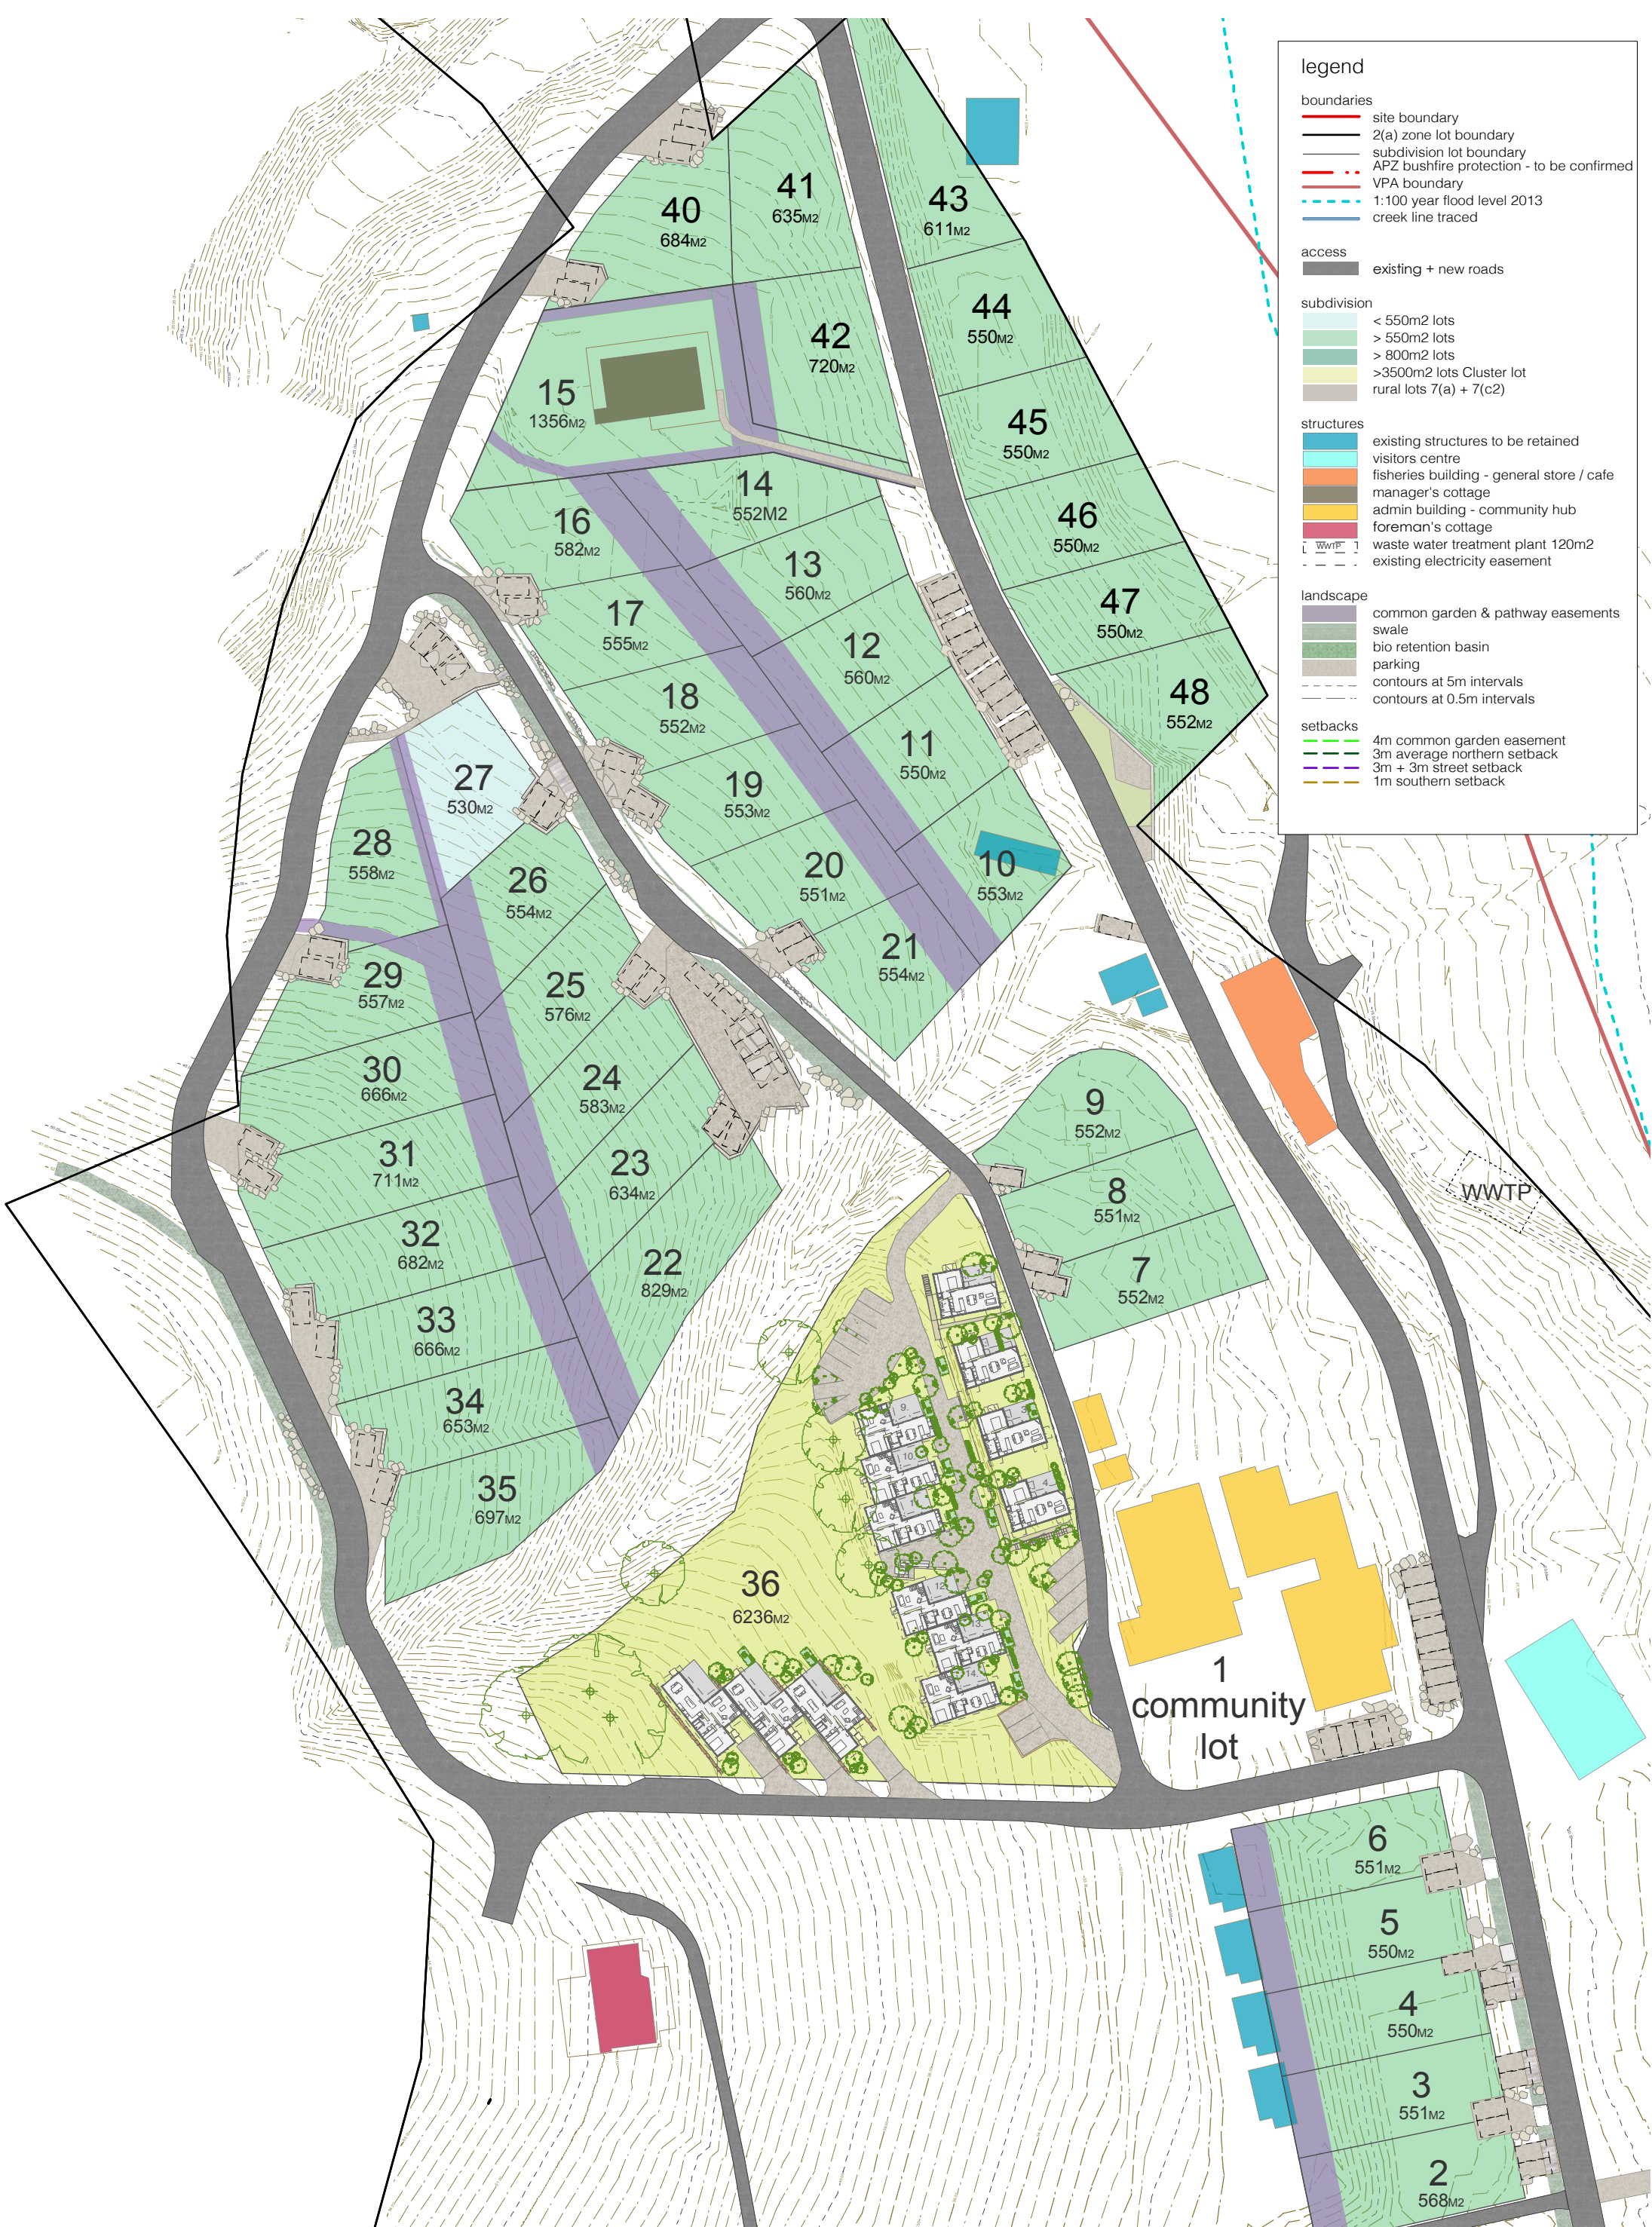 legend
boundaries
site boundary
2(a) zone lot boundary
subdivision lot boundary
APZ bushfire protection - to be confirmed
VPA boundary
1:100 year flood level 2013
creek line traced
access
existing + new roads
subdivision
< 550m2 lots
> 550m2 lots
> 800m2 lots
>3500m2 lots Cluster lot
rural lots 7(a) + 7(c2)
structures
existing structures to be retained
visitors centre
fisheries building - general store / cafe
manager's cottage
admin building - community hub
foreman's cottage
WWTP waste water treatment plant 120m2
existing electricity easement
landscape
common garden & pathway easements
swale
bio retention basin
parking
contours at 5m intervals
contours at 0.5m intervals
setbacks
4m common garden easement
3m average northern setback
3m + 3m street setback
1m southern setback
41
635M2
40
684M2
43
611M2
44
550M2
42
720M2
15
1356M2
45
550M2
14
552M2
16
582M2
46
550M2
13
560M2
17
555M2
47
550M2
12
560M2
18
552M2
48
552M2
11
550M2
27
530M2
19
553M2
28
558M2
10
553M2
20
551M2
26
554M2
21
554M2
29
557M2
25
576M2
30
666M2
24
583M2
9
552M2
31
711M2
23
634M2
8
551M2
WWTP
32
682M2
22
829M2
7
552M2
33
666M2
34
653M2
35
697M2
9.
10.
4.
12.
13.
14.
36
6236M2
1
community
lot
6
551M2
5
550M2
4
550M2
3
551M2
2
568M2